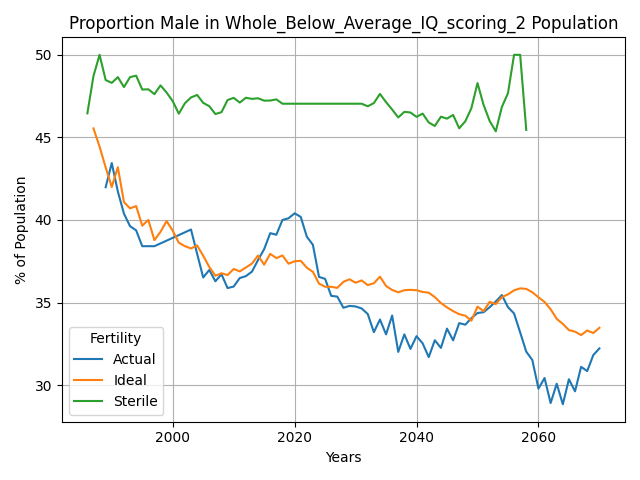 Proportion Male in Whole_Below_Average_IQ_scoring_2 Population
% of Population
50
45
40
35
30
Fertility
Actual
Ideal
Sterile
2000
2020
2040
2060
Years